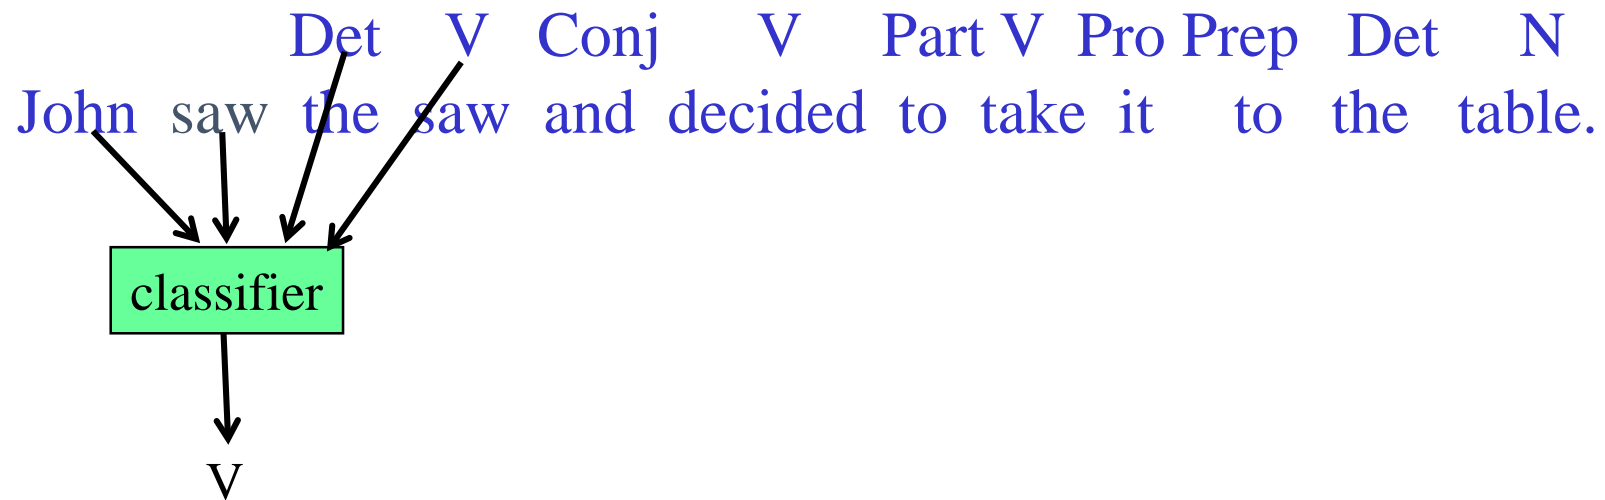 Det V Conj V Part V Pro Prep Det N
John saw the saw and decided to take it to the table.
classifier
V